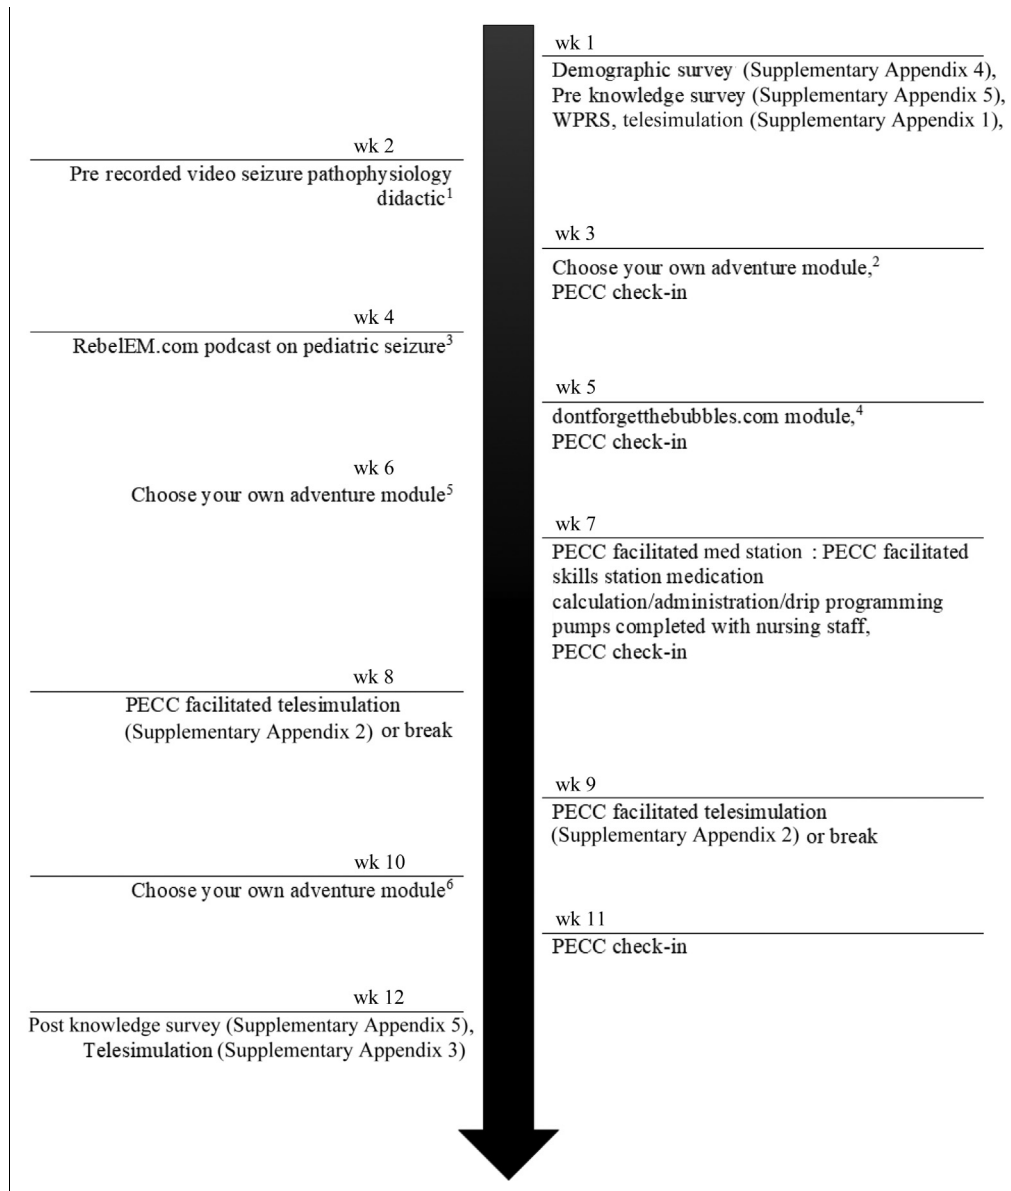 wk 1
Demographic survey (Supplementary Appendix 4),
Pre knowledge survey (Supplementary Appendix 5),
WPRS, telesimulation (Supplementary Appendix 1),
wk 2
Pre recorded video seizure pathophysiology
didactic1
wk 3
Choose your own adventure module,2
PECC check-in
wk 4
RebelEM.com podcast on pediatric seizure3
wk 5
dontforgetthebubbles.com module,4
PECC check-in
wk 6
Choose your own adventure module5
wk 7
PECC facilitated med station : PECC facilitated
skills station medication
calculation/administration/drip programming
pumps completed with nursing staff,
PECC check-in
wk 8
PECC facilitated telesimulation
(Supplementary Appendix 2) or break
wk 9
PECC facilitated telesimulation
(Supplementary Appendix 2) or break
wk 10
Choose your own adventure module6
wk 11
PECC check-in
wk 12
Post knowledge survey (Supplementary Appendix 5),
Telesimulation (Supplementary Appendix 3)